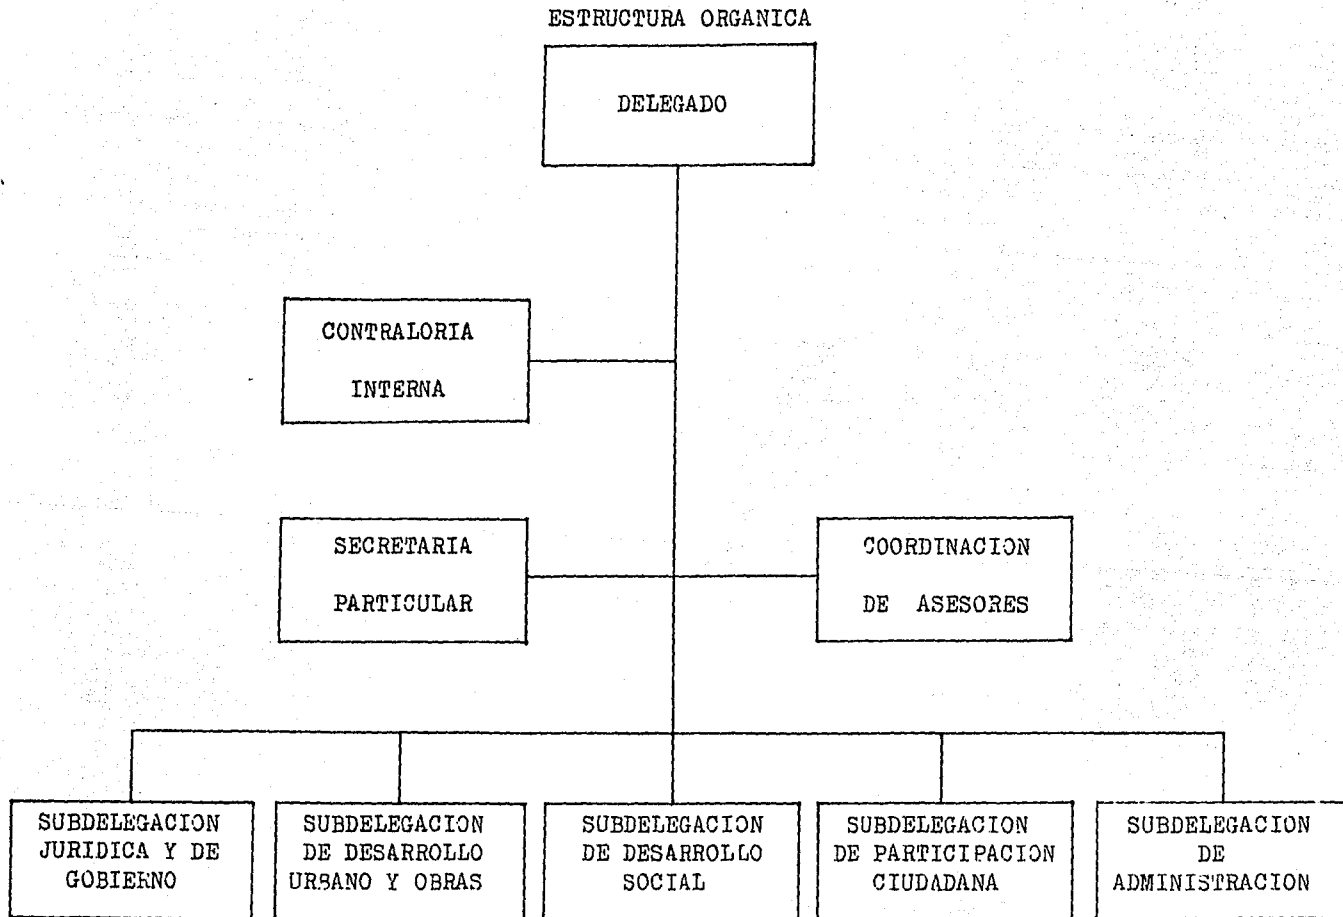 ESTRUCTURA ORGANICA
DELEGADO
CONTRALORIA
INTERNA
SECRETARIA
PARTICULAR
COORDINACION
DE ASESORES
SUBDELEGACION
JURIDICA Y DE
GOBIERNO
SUBDELEGACION
DE DESARROLLO
URBANO Y OBRAS
SUBDELEGACION
DE DESARROLLO
SOCIAL
SUBDELEGACION
DE PARTICIPACION
CIUDADANA
SUBDELEGACION
DE
ADMINISTRACION